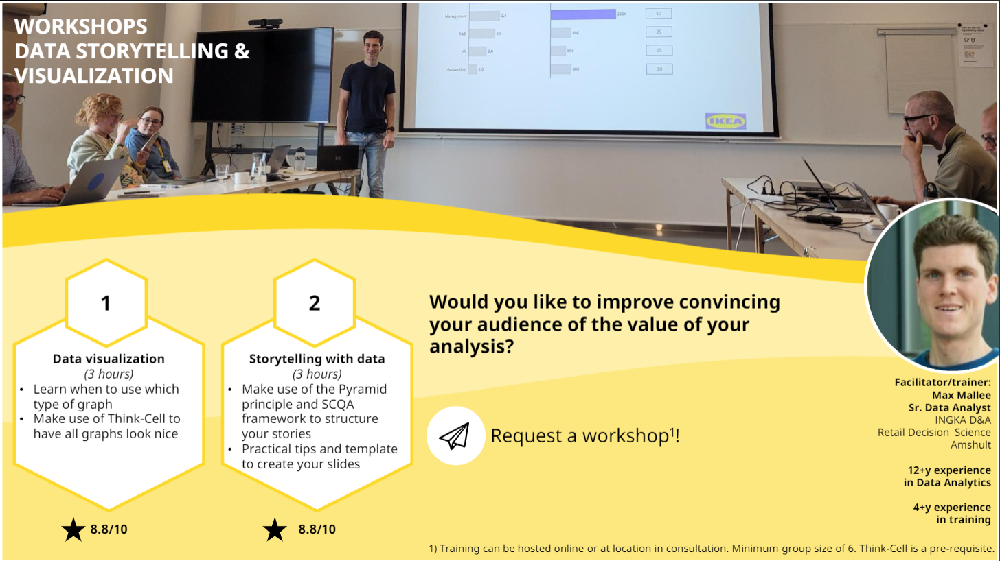 WORKSHOPS
DATA STORYTELLING &
VISUALIZATION
Management
3,4
250€
10
R&D
2,9
80€
25
HR
2,0
60€
25
Accounting
1,0
80€
10
IKEA
1
Data visualization
(3 hours)
• Learn when to use which
type of graph
• Make use of Think-Cell to
have all graphs look nice
8.8/10
2
Storytelling with data
(3 hours)
• Make use of the Pyramid
principle and SCQA
framework to structure
your stories
• Practical tips and template
to create your slides
8.8/10
Would you like to improve convincing
your audience of the value of your
analysis?
Request a workshop¹!
Facilitator/trainer:
Max Mallee
Sr. Data Analyst
INGKA D&A
Retail Decision Science
Amshult
12+y experience
in Data Analytics
4+y experience
in training
1) Training can be hosted online or at location in consultation. Minimum group size of 6. Think-Cell is a pre-requisite.